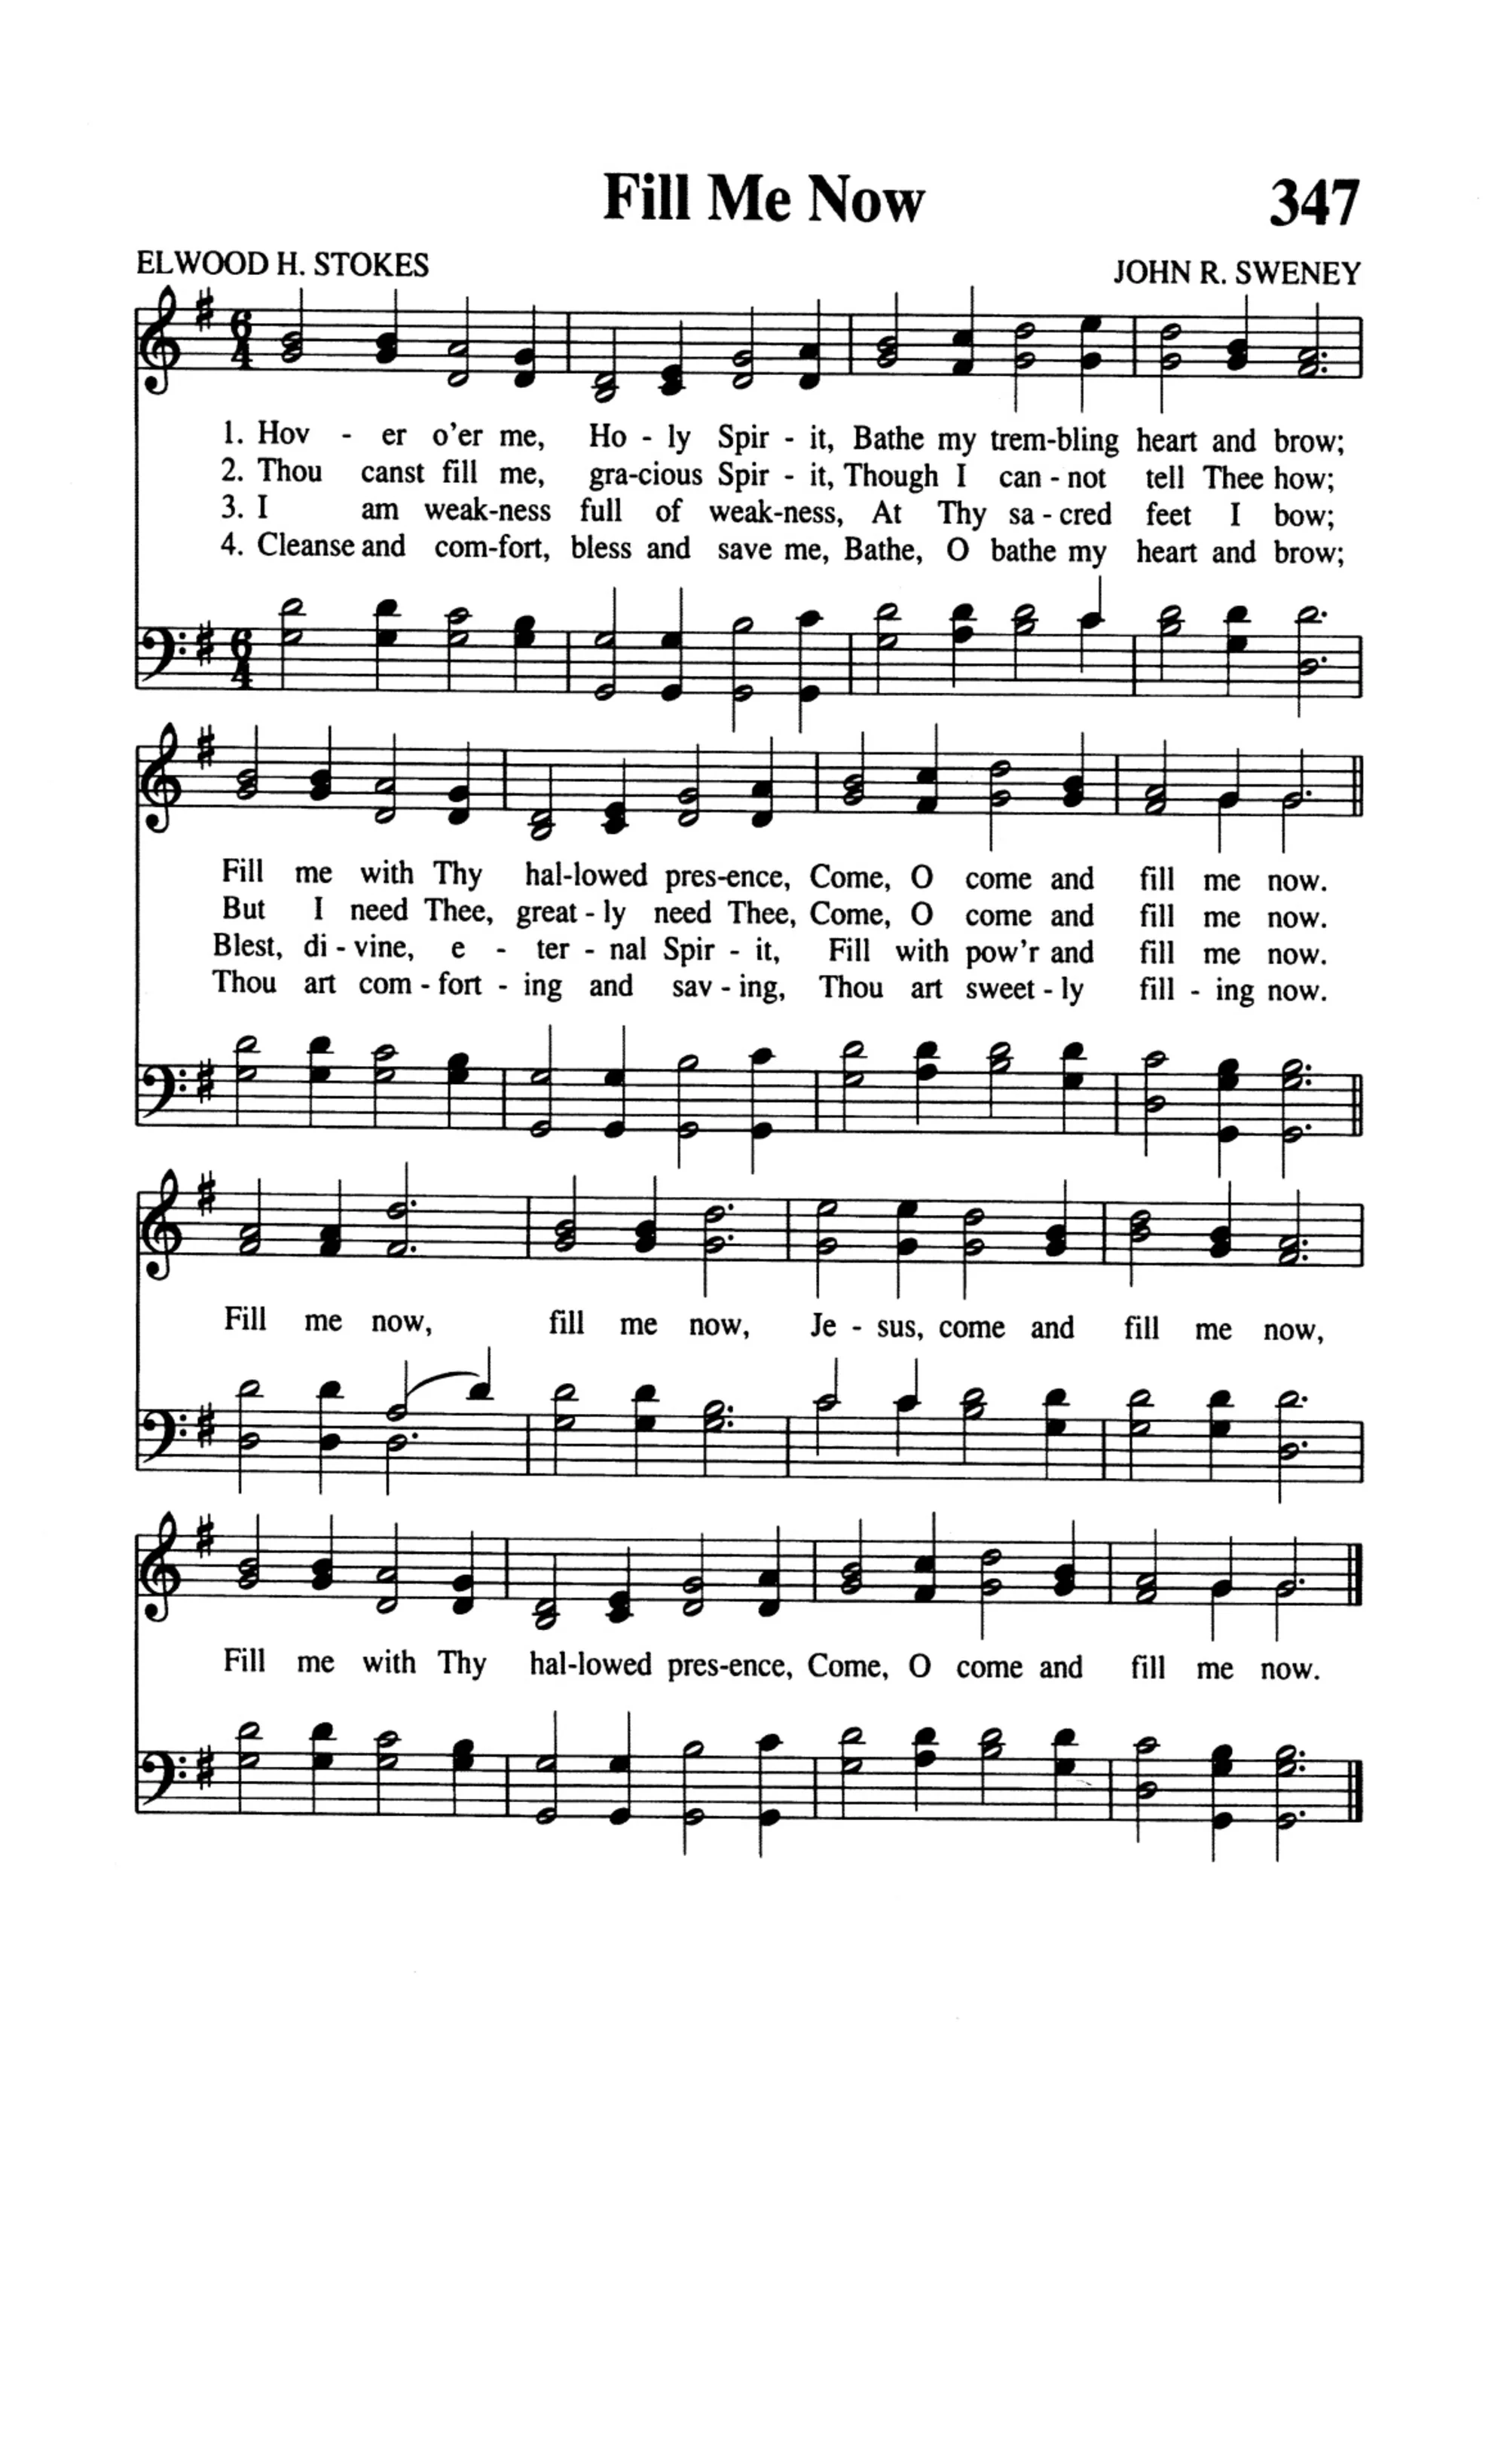 Fill Me Now 347
ELWOOD H. STOKES JOHN R. SWENEY
6
4
1. Hov - er o'er me, Ho - ly Spir - it, Bathe my trem-bling heart and brow;
2. Thou canst fill me, gra-cious Spir - it, Though I can - not tell Thee how;
3. I am weak-ness full of weak-ness, At Thy sa - cred feet I bow;
4. Cleanse and com-fort, bless and save me, Bathe, O bathe my heart and brow;
6
4
Fill me with Thy hal-lowed pres-ence, Come, O come and fill me now.
But I need Thee, great - ly need Thee, Come, O come and fill me now.
Blest, di - vine, e - ter - nal Spir - it, Fill with pow'r and fill me now.
Thou art com - fort - ing and sav - ing, Thou art sweet - ly fill - ing now.
Fill me now, fill me now, Je - sus, come and fill me now,
Fill me with Thy hal-lowed pres-ence, Come, O come and fill me now.